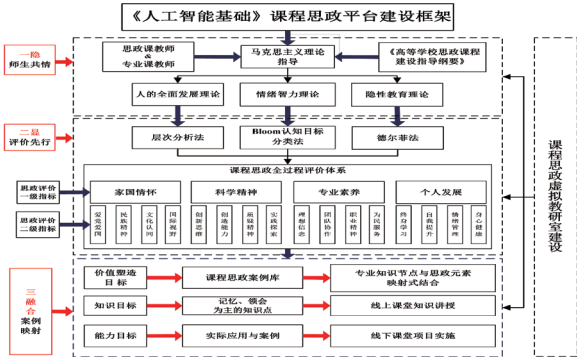 《人工智能基础》课程思政平台建设框架
一隐
师生共情
思政课教师
&
专业课教师
马克思主义理论
指导
《高等学校思政课程
建设指导纲要》
人的全面发展理论
情绪智力理论
隐性教育理论
二显
评价先行
层次分析法
Bloom认知目标
分类法
德尔菲法
课程思政全过程评价体系
思政评价
一级指标
家国情怀
科学精神
专业素养
个人发展
思政评价
二级指标
爱党爱国
民族精神
文化认同
国际视野
创新思维
创造能力
质疑精神
实践探索
理想信念
团队协作
职业精神
为民服务
终身学习
自我提升
情绪管理
身心健康
三融合
案例
映射
价值塑造
目标
课程思政案例库
专业知识节点与思政元素
映射式结合
知识目标
记忆、领会
为主的知识点
线上课堂知识讲授
能力目标
实际应用与案例
线下课堂项目实施
课程思政虚拟教研室建设